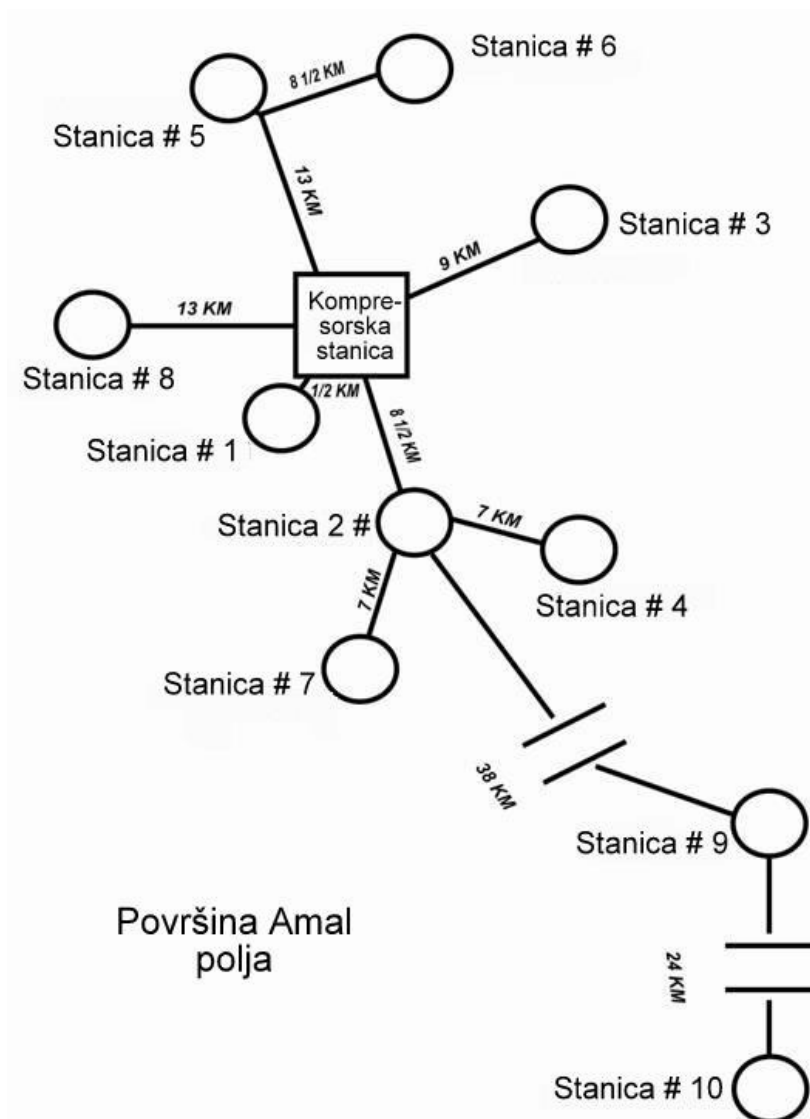 Stanica # 6
8 1/2 KM
Stanica # 5
13 KM
Stanica # 3
9 KM
Kompre-
sorska
stanica
13 KM
Stanica # 8
1/2 KM
Stanica # 1
8 1/2 KM
Stanica 2 #
7 KM
7 KM
Stanica # 4
Stanica # 7
38 KM
Stanica # 9
Površina Amal
polja
24 KM
Stanica # 10